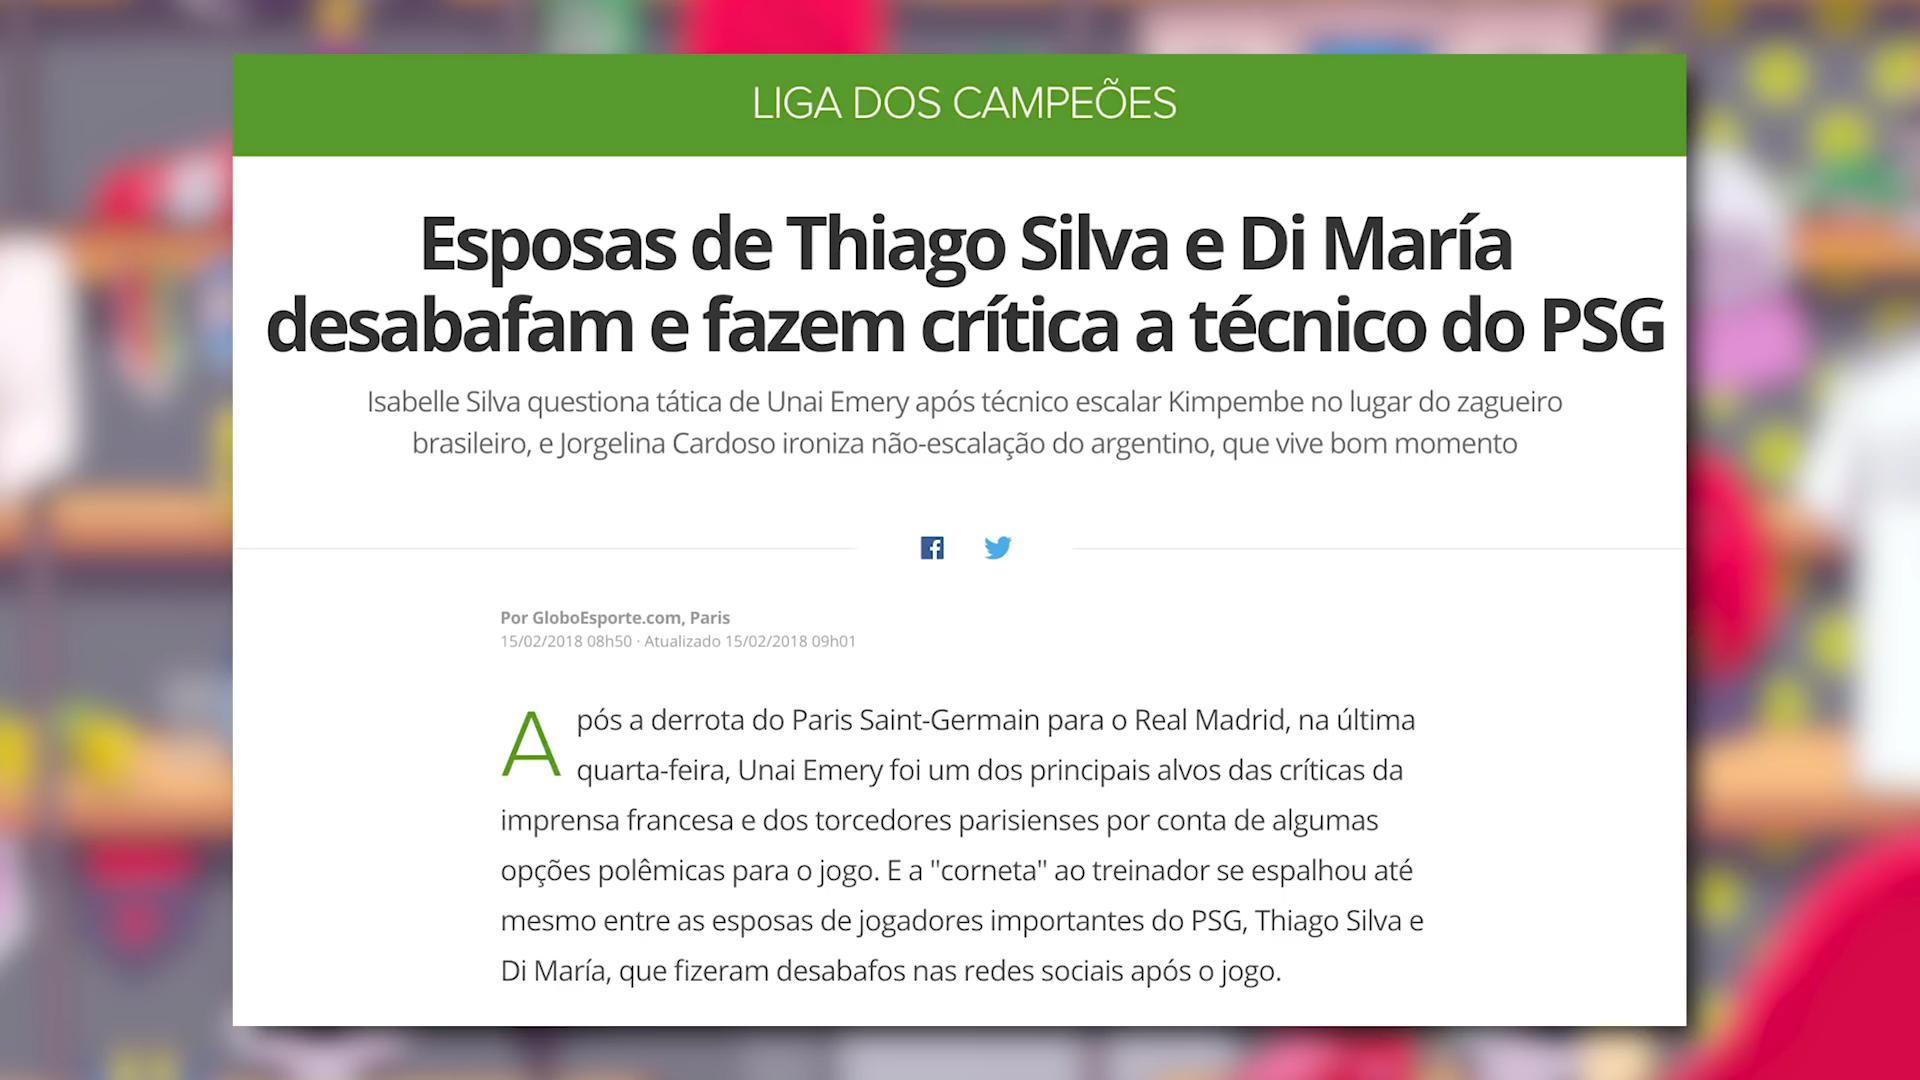 LIGA DOS CAMPEÕES
Esposas de Thiago Silva e Di María
desabafam e fazem crítica a técnico do PSG
Isabelle Silva questiona tática de Unai Emery após técnico escalar Kimpembe no lugar do zagueiro
brasileiro, e Jorgelina Cardoso ironiza não-escalação do argentino, que vive bom momento
Por GloboEsporte.com, Paris
15/02/2018 08h50 · Atualizado 15/02/2018 09h01
Após a derrota do Paris Saint-Germain para o Real Madrid, na última
quarta-feira, Unai Emery foi um dos principais alvos das críticas da
imprensa francesa e dos torcedores parisienses por conta de algumas
opções polêmicas para o jogo. E a "corneta" ao treinador se espalhou até
mesmo entre as esposas de jogadores importantes do PSG, Thiago Silva e
Di María, que fizeram desabafos nas redes sociais após o jogo.